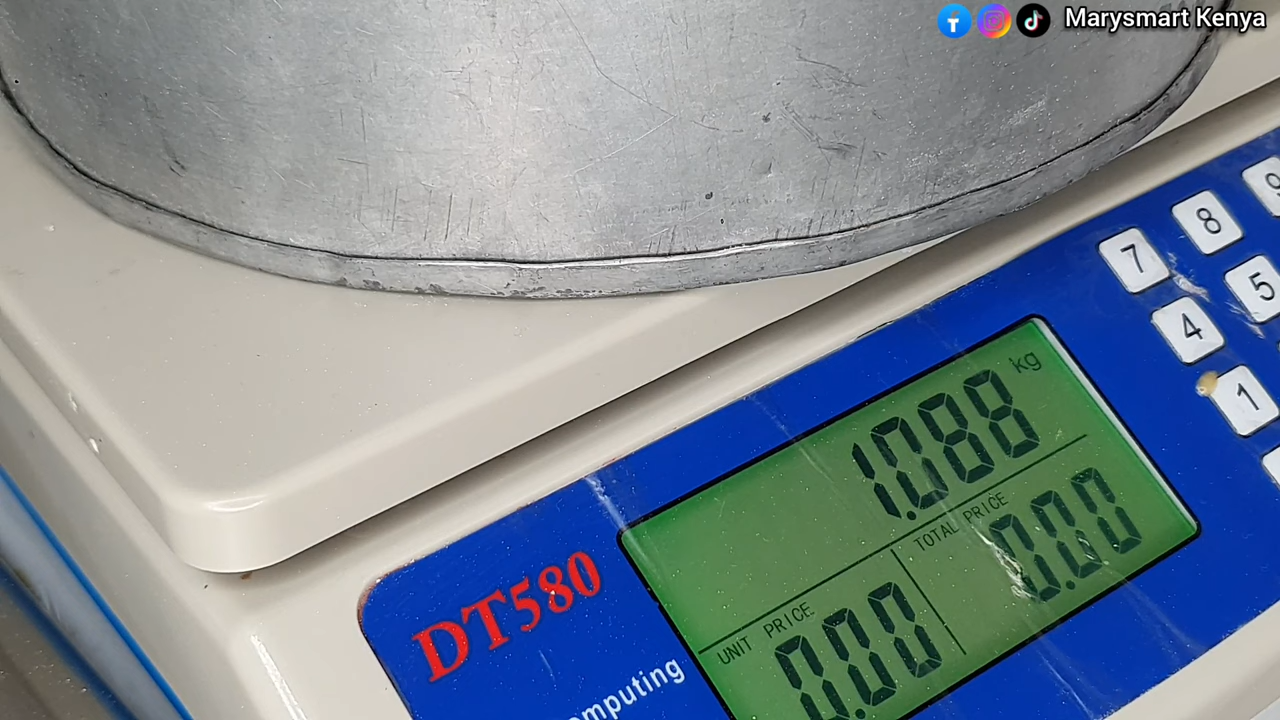 Marysmart Kenya
7 8 9
4 5
1
kg
1.088
TOTAL PRICE
0.00
UNIT PRICE
0.00
DT580
omputing